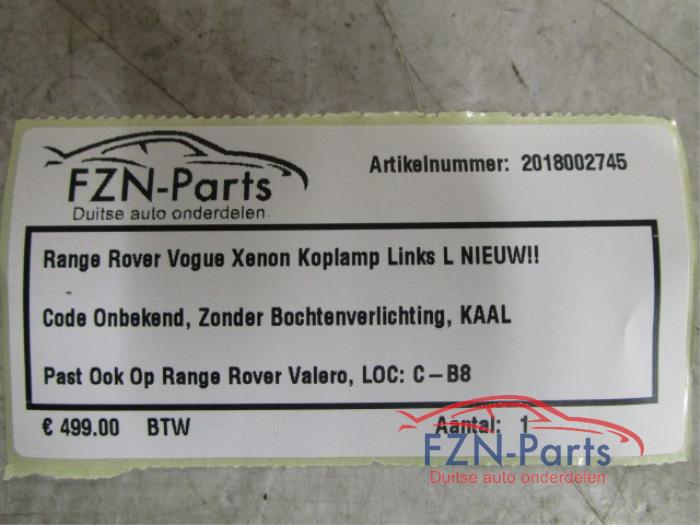 FZN-Parts
Duitse auto onderdelen
Artikelnummer: 2018002745
Range Rover Vogue Xenon Koplamp Links L NIEUW!!
Code Onbekend, Zonder Bochtenverlichting, KAAL
Past Ook Op Range Rover Valero, LOC: C-B8
€ 499.00 BTW
Aantal: 1
FZN-Parts
Duitse auto onderdelen